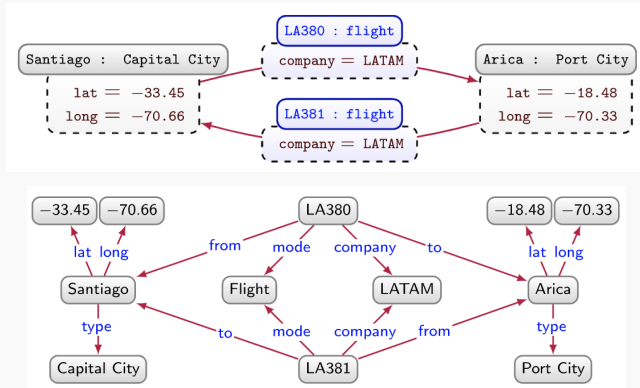 LA380 : flight
company = LATAM
Santiago : Capital City
lat = −33.45
long = −70.66
Arica : Port City
lat = −18.48
long = −70.33
LA381 : flight
company = LATAM
−33.45 −70.66 LA380 −18.48 −70.33
lat long from mode company to lat long
Santiago Flight LATAM Arica
type to mode company from type
Capital City LA381 Port City